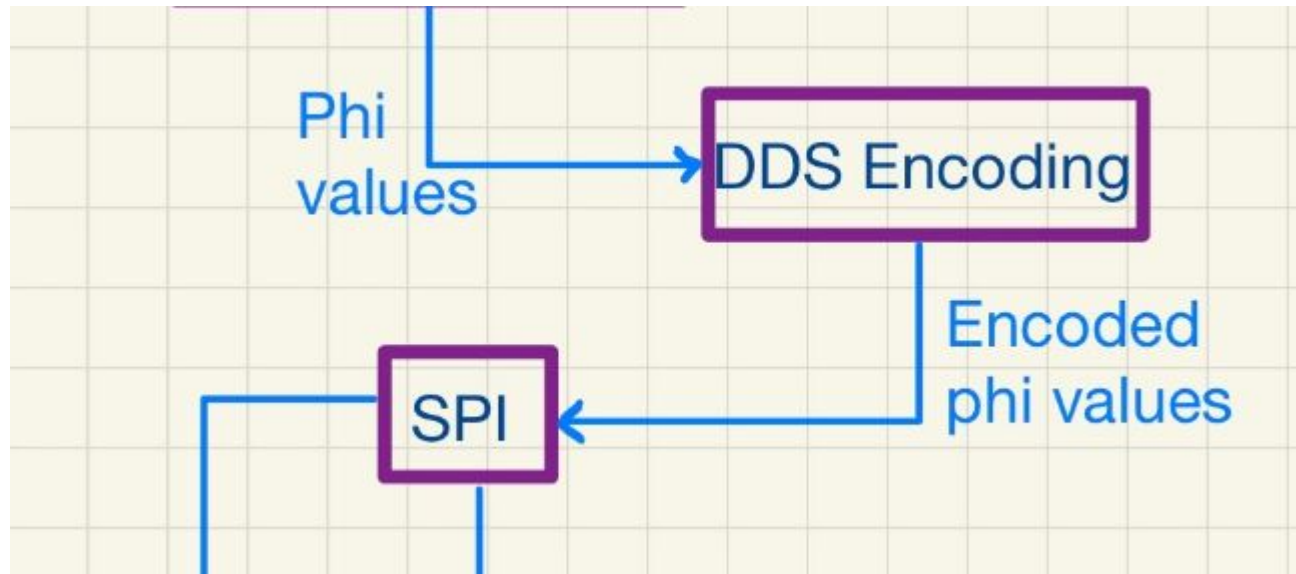 Phi
values
DDS Encoding
Encoded
phi values
SPI